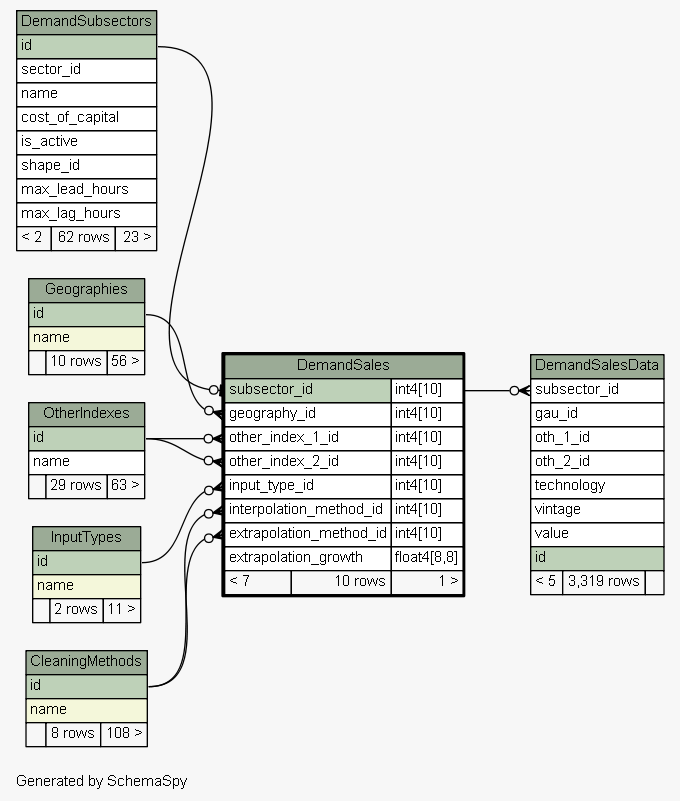 DemandSubsectors
id
sector_id
name
cost_of_capital
is_active
shape_id
max_lead_hours
max_lag_hours
< 2 62 rows 23 >
Geographies
id
name
10 rows 56 >
OtherIndexes
id
name
29 rows 63 >
InputTypes
id
name
2 rows 11 >
CleaningMethods
id
name
8 rows 108 >
DemandSales
subsector_id int4[10]
geography_id int4[10]
other_index_1_id int4[10]
other_index_2_id int4[10]
input_type_id int4[10]
interpolation_method_id int4[10]
extrapolation_method_id int4[10]
extrapolation_growth float4[8,8]
< 7 10 rows 1 >
DemandSalesData
subsector_id
gau_id
oth_1_id
oth_2_id
technology
vintage
value
id
< 5 3,319 rows
Generated by SchemaSpy